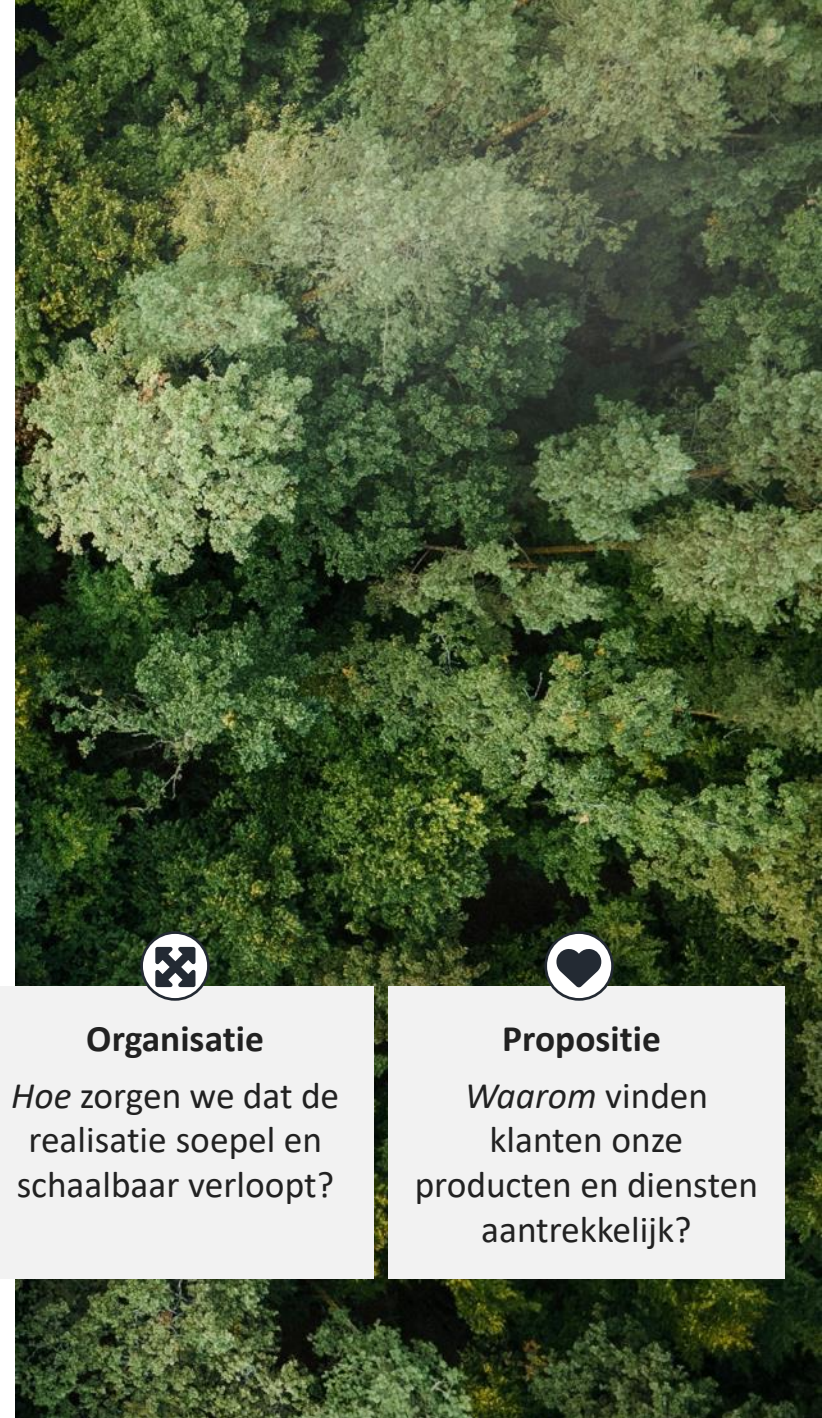 Organisatie
Hoe zorgen we dat de
realisatie soepel en
schaalbaar verloopt?
Propositie
Waarom vinden
klanten onze
producten en diensten
aantrekkelijk?